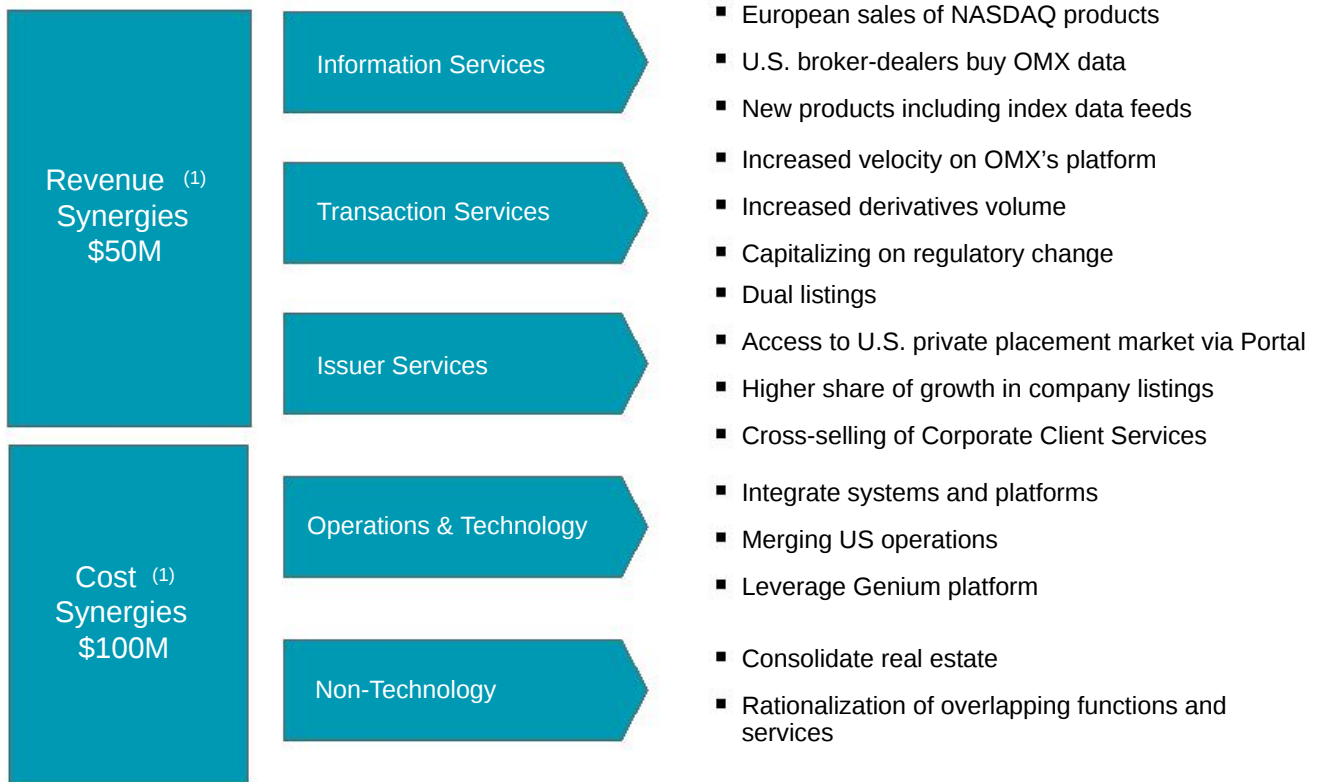 Revenue (1)
Synergies
$50M
Information Services
▪ European sales of NASDAQ products
▪ U.S. broker-dealers buy OMX data
▪ New products including index data feeds
Transaction Services
▪ Increased velocity on OMX’s platform
▪ Increased derivatives volume
▪ Capitalizing on regulatory change
Issuer Services
▪ Dual listings
▪ Access to U.S. private placement market via Portal
▪ Higher share of growth in company listings
▪ Cross-selling of Corporate Client Services
Cost (1)
Synergies
$100M
Operations & Technology
▪ Integrate systems and platforms
▪ Merging US operations
▪ Leverage Genium platform
Non-Technology
▪ Consolidate real estate
▪ Rationalization of overlapping functions and
services